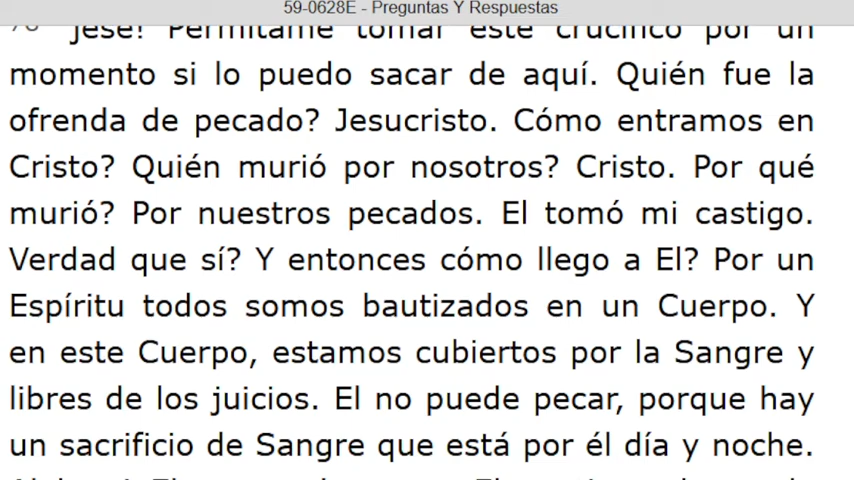 59-0628E - Preguntas Y Respuestas
¡ese! Permítame tomar este crucifico por un
momento si lo puedo sacar de aquí. Quién fue la
ofrenda de pecado? Jesucristo. Cómo entramos en
Cristo? Quién murió por nosotros? Cristo. Por qué
murió? Por nuestros pecados. El tomó mi castigo.
Verdad que sí? Y entonces cómo llego a El? Por un
Espíritu todos somos bautizados en un Cuerpo. Y
en este Cuerpo, estamos cubiertos por la Sangre y
libres de los juicios. El no puede pecar, porque hay
un sacrificio de Sangre que está por él día y noche.